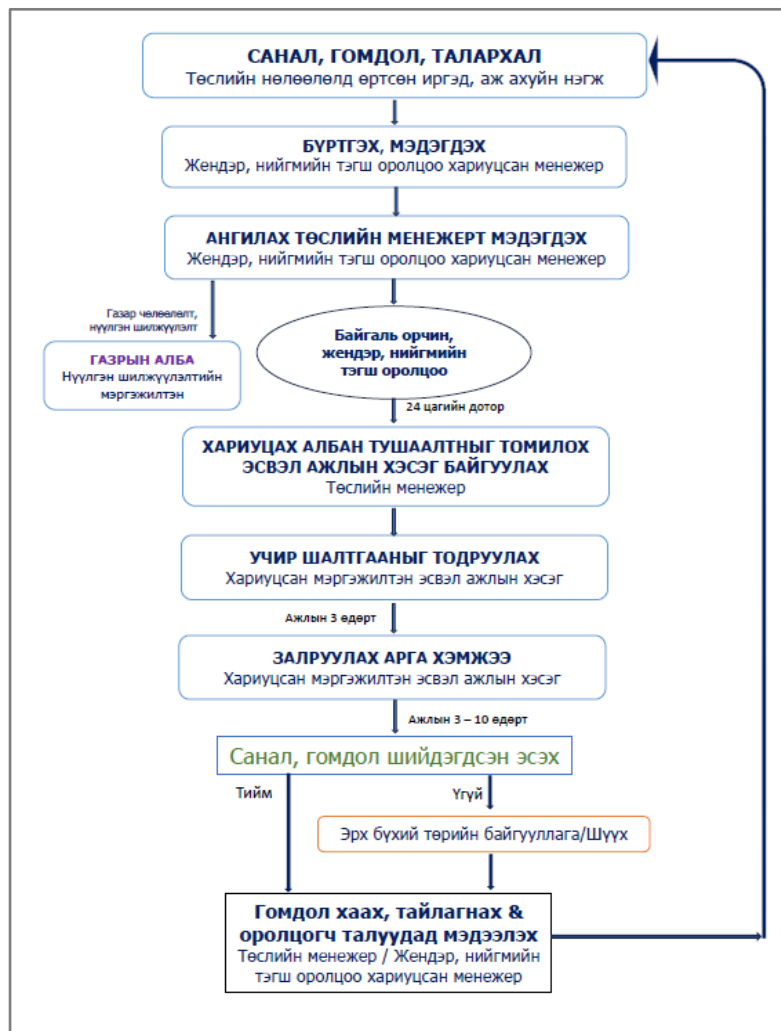 САНАЛ, ГОМДОЛ, ТАЛАРХАЛ
Төслийн нөлөөлөлд өртсөн иргэд, аж ахуйн нэгж
БҮРТГЭХ, МЭДЭГДЭХ
Жендэр, нийгмийн тэгш оролцоо хариуцсан менежер
АНГИЛАХ ТӨСЛИЙН МЕНЕЖЕРТ МЭДЭГДЭХ
Жендэр, нийгмийн тэгш оролцоо хариуцсан менежер
Газар чөлөөлөлт,
нүүлгэн шилжүүлэлт
ГАЗРЫН АЛБА
Нүүлгэн шилжүүлэлтийн
мэргэжилтэн
Байгаль орчин,
жендэр, нийгмийн
тэгш оролцоо
24 цагийн дотор
ХАРИУЦАХ АЛБАН ТУШААЛТНЫГ ТОМИЛОХ
ЭСВЭЛ АЖЛЫН ХЭСЭГ БАЙГУУЛАХ
Төслийн менежер
УЧИР ШАЛТГААНЫГ ТОДРУУЛАХ
Хариуцсан мэргэжилтэн эсвэл ажлын хэсэг
Ажлын 3 өдөрт
ЗАЛРУУЛАХ АРГА ХЭМЖЭЭ
Хариуцсан мэргэжилтэн эсвэл ажлын хэсэг
Ажлын 3 – 10 өдөрт
Санал, гомдол шийдэгдсэн эсэх
Тийм
Үгүй
Эрх бүхий төрийн байгууллага/Шүүх
Гомдол хаах, тайлагнах &
оролцогч талуудад мэдээлэх
Төслийн менежер / Жендэр, нийгмийн
тэгш оролцоо хариуцсан менежер